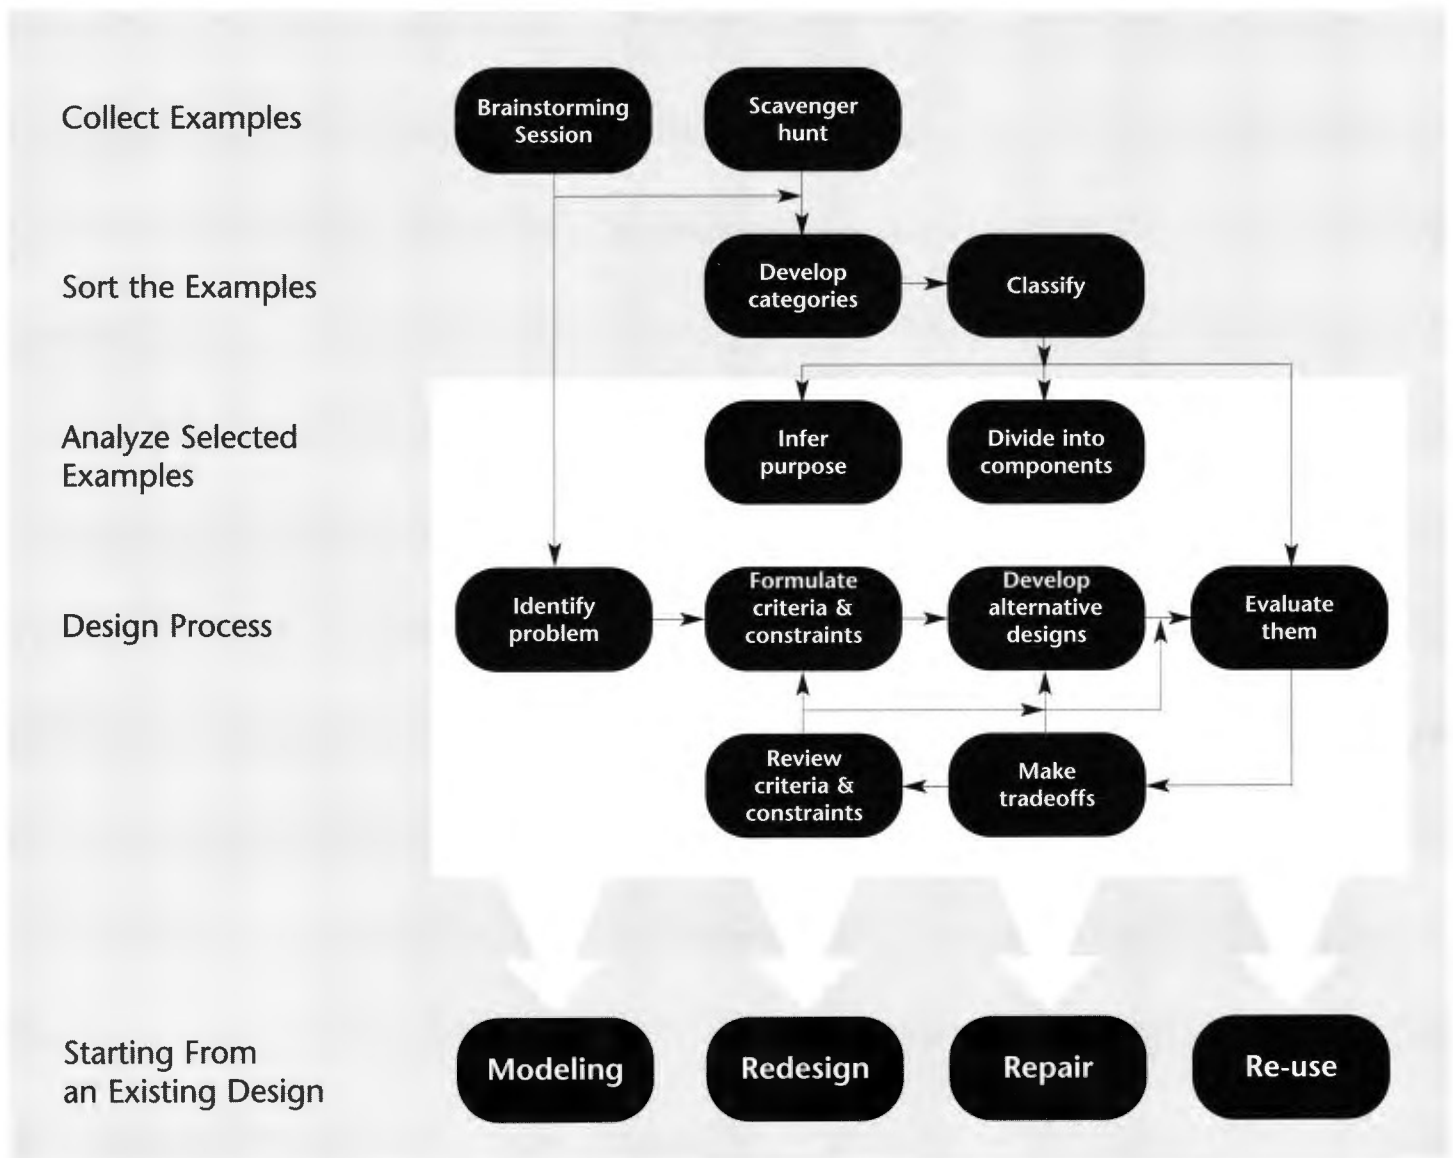 Collect Examples
Brainstorming
Session
Scavenger
hunt
Sort the Examples
Develop
categories
Classify
Analyze Selected
Examples
Infer
purpose
Divide into
components
Design Process
Identify
problem
Formulate
criteria &
constraints
Develop
alternative
designs
Evaluate
them
Review
criteria &
constraints
Make
tradeoffs
Starting From
an Existing Design
Modeling
Redesign
Repair
Re-use